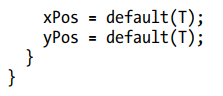 xPos = default(T);
yPos = default(T);
}
}